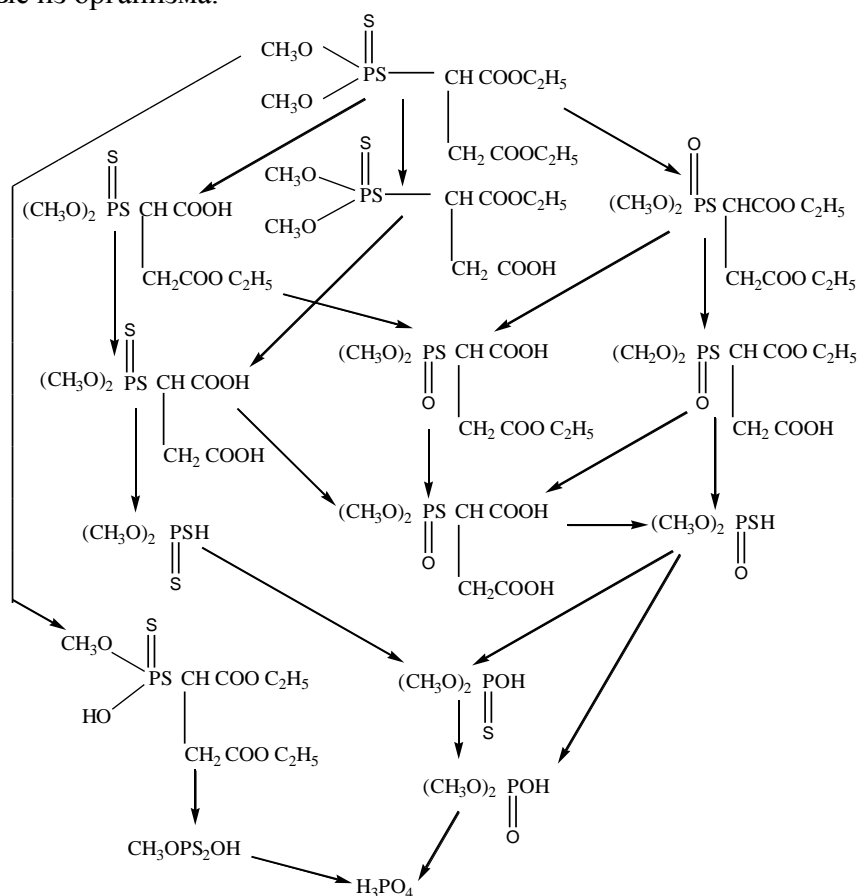 ые из организма.
S
CH₃O
PS CH COOC₂H₅
CH₃O
CH₂ COOC₂H₅
S
(CH₃O)₂ PS CH COOH
CH₂COO C₂H₅
S
CH₃O
PS CH COOC₂H₅
CH₃O
CH₂ COOH
O
(CH₃O)₂ PS CHCOO C₂H₅
CH₂COO C₂H₅
S
(CH₃O)₂ PS CH COOH
CH₂ COOH
(CH₃O)₂ PS CH COOH
O
CH₂ COO C₂H₅
(CH₂O)₂ PS CH COO C₂H₅
O
CH₂ COOH
(CH₃O)₂ PSH
S
(CH₃O)₂ PS CH COOH
O
CH₂COOH
(CH₃O)₂ PSH
O
S
CH₃O
PS CH COO C₂H₅
HO
CH₂ COO C₂H₅
(CH₃O)₂ POH
S
(CH₃O)₂ POH
O
CH₃OPS₂OH
H₃PO₄